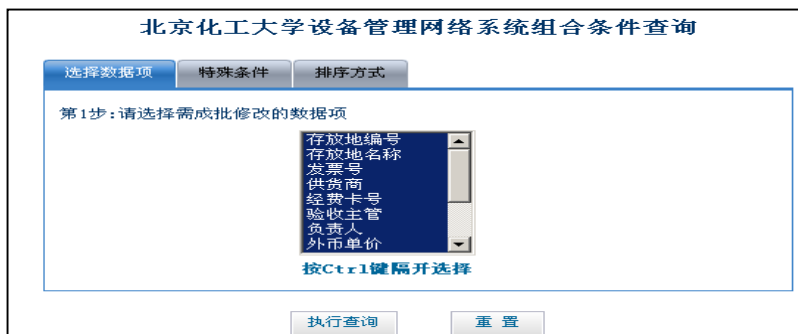 北京化工大学设备管理网络系统组合条件查询
选择数据项 特殊条件 排序方式
第1步:请选择需成批修改的数据项
存放地编号
存放地名称
发票号
供货商
经费卡号
验收主管
负责人
外币单价
按Ctrl键隔开选择
执行查询 重 置